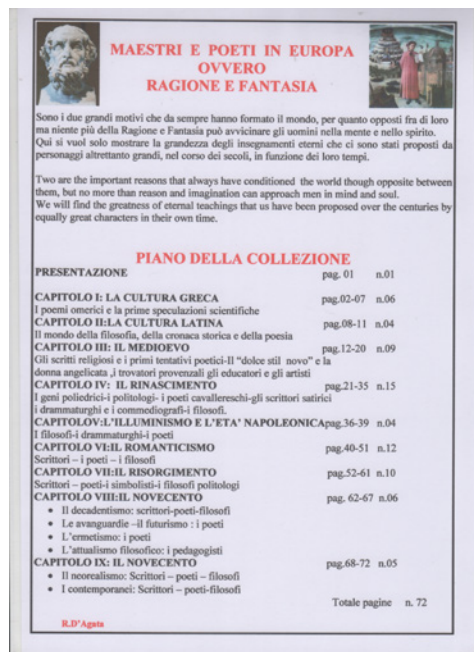 MAESTRI E POETI IN EUROPA
OVVERO
RAGIONE E FANTASIA
Sono i due grandi motivi che da sempre hanno formato il mondo, per quanto opposti fra di loro
ma niente più della Ragione e Fantasia può avvicinare gli uomini nella mente e nello spirito.
Qui si vuol solo mostrare la grandezza degli insegnamenti eterni che ci sono stati proposti da
personaggi altrettanto grandi, nel corso dei secoli, in funzione dei loro tempi.
Two are the important reasons that always have conditioned the world though opposite between
them, but no more than reason and imagination can approach men in mind and soul.
We will find the greatness of eternal teachings that us have been proposed over the centuries by
equally great characters in their own time.
PIANO DELLA COLLEZIONE
PRESENTAZIONE pag. 01 n.01
CAPITOLO I: LA CULTURA GRECA pag.02-07 n.06
I poemi omerici e la prime speculazioni scientifiche
CAPITOLO II:LA CULTURA LATINA pag.08-11 n.04
Il mondo della filosofia, della cronaca storica e della poesia
CAPITOLO III: IL MEDIOEVO pag.12-20 n.09
Gli scritti religiosi e i primi tentativi poetici-Il "dolce stil novo" e la
donna angelicata ,i trovatori provenzali gli educatori e gli artisti
CAPITOLO IV: IL RINASCIMENTO pag.21-35 n.15
I geni poliedrici-i politologi- i poeti cavallereschi-gli scrittori satirici
i drammaturghi e i commediografi-i filosofi.
CAPITOLOV:L'ILLUMINISMO E L'ETA' NAPOLEONICApag.36-39 n.04
I filosofi-i drammaturghi-i poeti
CAPITOLO VI:IL ROMANTICISMO pag.40-51 n.12
Scrittori – i poeti – i filosofi
CAPITOLO VII:IL RISORGIMENTO pag.52-61 n.10
Scrittori – poeti-i simbolisti-i filosofi politologi
CAPITOLO VIII:IL NOVECENTO pag. 62-67 n.06
• Il decadentismo: scrittori-poeti-filosofi
• Le avanguardie –il futurismo : i poeti
• L'ermetismo: i poeti
• L'attualismo filosofico: i pedagogisti
CAPITOLO IX: IL NOVECENTO pag.68-72 n.05
• Il neorealismo: Scrittori – poeti – filosofi
• I contemporanei: Scrittori – poeti-filosofi
Totale pagine n. 72
R.D'Agata